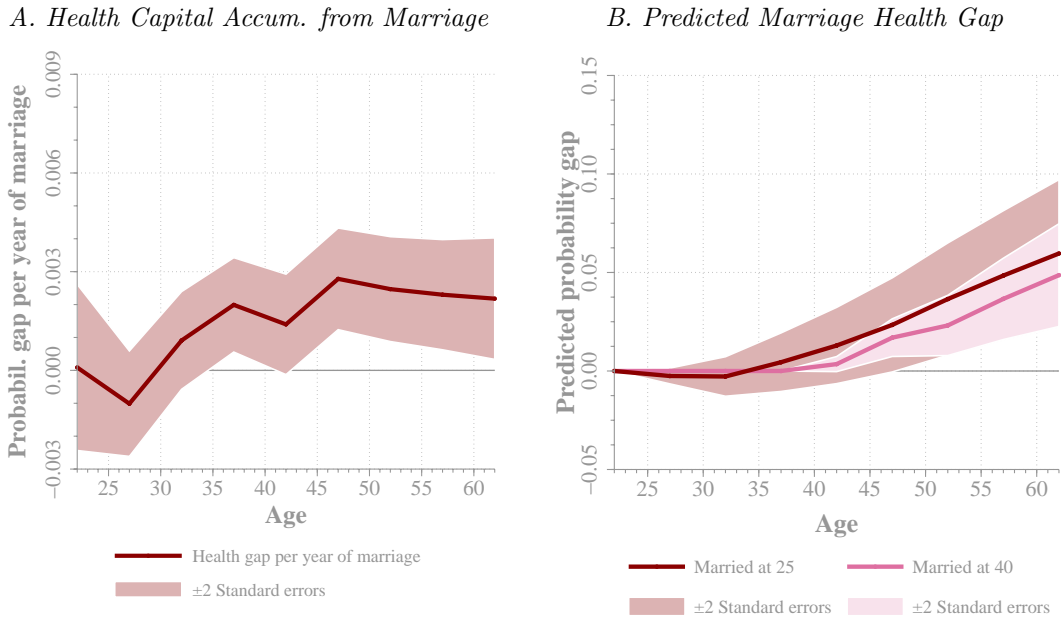 A. Health Capital Accum. from Marriage
Probabil. gap per year of marriage
0.009
0.006
0.003
0.000
−0.003
25 30 35 40 45 50 55 60
Age
Health gap per year of marriage
±2 Standard errors
B. Predicted Marriage Health Gap
Predicted probability gap
0.15
0.10
0.05
0.00
−0.05
25 30 35 40 45 50 55 60
Age
Married at 25 Married at 40
±2 Standard errors ±2 Standard errors